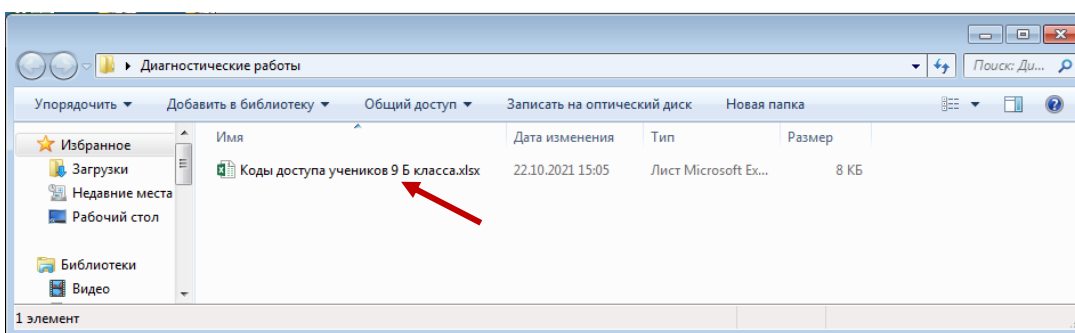 Диагностические работы
Поиск: Ди...
Упорядочить Добавить в библиотеку Общий доступ Записать на оптический диск Новая папка
Избранное
Загрузки
Недавние места
Рабочий стол
Библиотеки
Видео
Имя Дата изменения Тип Размер
Коды доступа учеников 9 Б класса.xlsx 22.10.2021 15:05 Лист Microsoft Ex... 8 КБ
1 элемент